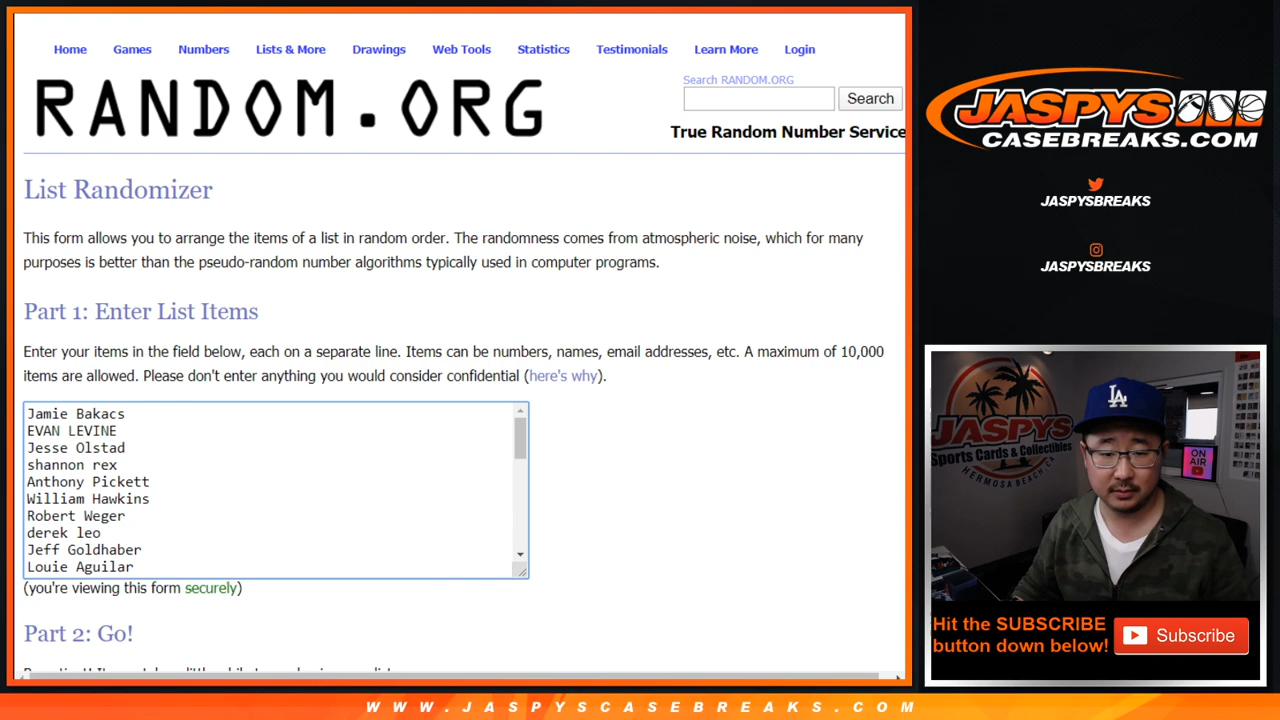 Home Games Numbers Lists & More Drawings Web Tools Statistics Testimonials Learn More Login
RANDOM.ORG
Search RANDOM.ORG
Search
True Random Number Service
List Randomizer
This form allows you to arrange the items of a list in random order. The randomness comes from atmospheric noise, which for many
purposes is better than the pseudo-random number algorithms typically used in computer programs.
Part 1: Enter List Items
Enter your items in the field below, each on a separate line. Items can be numbers, names, email addresses, etc. A maximum of 10,000
items are allowed. Please don't enter anything you would consider confidential (here's why).
Jamie Bakacs
EVAN LEVINE
Jesse Olstad
shannon rex
Anthony Pickett
William Hawkins
Robert Weger
derek leo
Jeff Goldhaber
Louie Aguilar
(you're viewing this form securely)
Part 2: Go!
JASPYS
CASEBREAKS.COM
JASPYSBREAKS
JASPYSBREAKS
JASPYS
Sports Cards & Collectibles
HERMOSA BEACH, CA
LA
ON
AIR
Hit the SUBSCRIBE
button down below!
Subscribe
WWW.JASPYSCASEBREAKS.COM